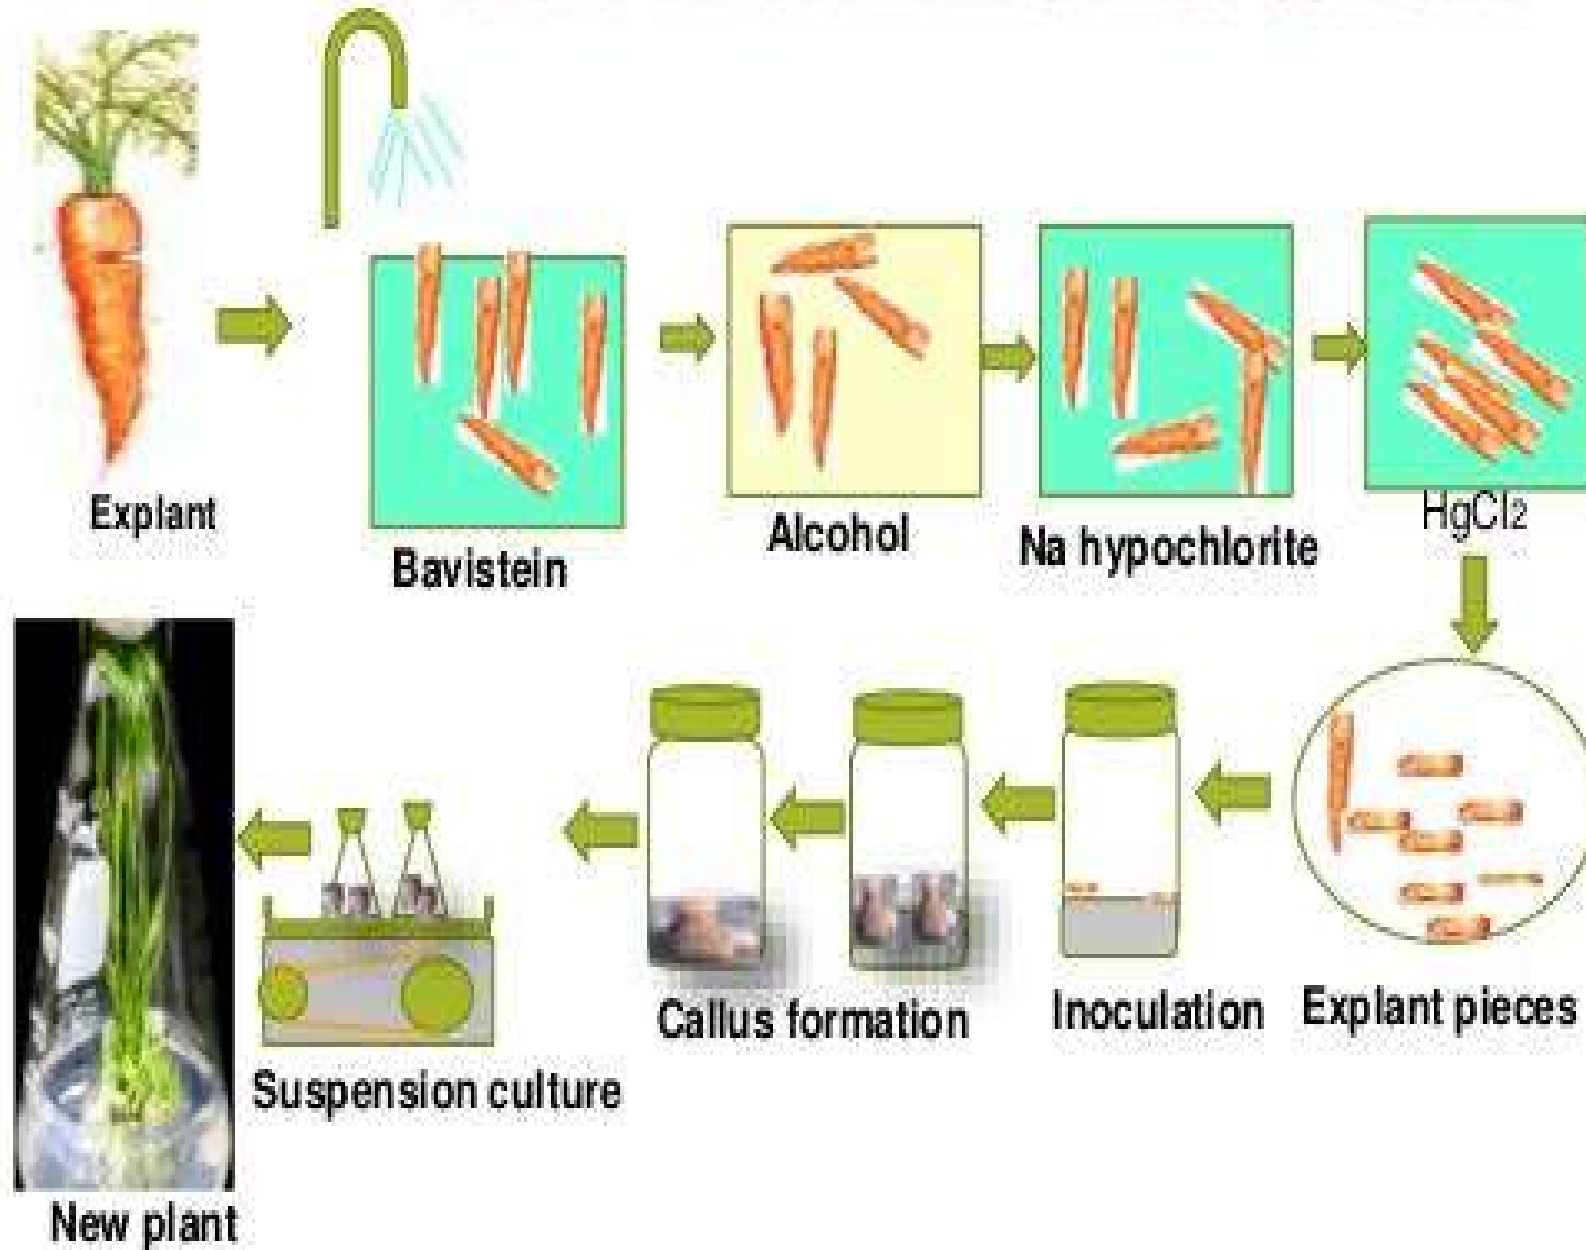 Explant
Bavistein
Alcohol
Na hypochlorite
HgCl2
Explant pieces
Inoculation
Callus formation
Suspension culture
New plant